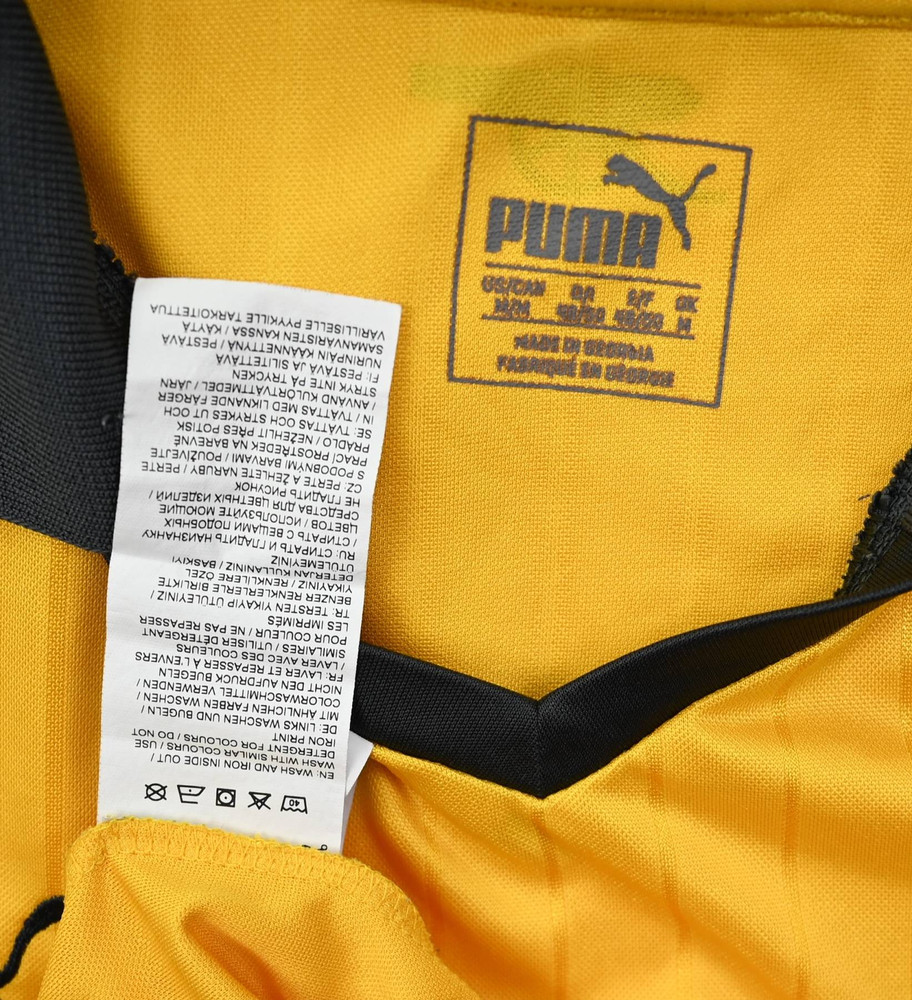 PUMA
US/CAN UK
M
MADE IN GEORGIA
FABRIQUÉ EN GÉORGIE
40
EN: WASH AND IRON INSIDE OUT /
WASH WITH SIMILAR COLOURS / USE
DETERGENT FOR COLOURS / DO NOT
IRON PRINT
DE: LINKS WASCHEN UND BUGELN /
MIT ÄHNLICHEN FARBEN WASCHEN /
COLORWASCHMITTEL VERWENDEN /
NICHT DEN AUFDRUCK BUEGELN
FR: LAVER ET REPASSER À L'ENVERS
/ LAVER AVEC DES COULEURS
SIMILAIRES / UTILISER DÉTERGENT
POUR COULEUR / PAS NE PAS REPASSER
LES IMPRIMÉS
TR: TERSTEN YIKAYIP ÜTÜLEYINIZ /
BENZER RENKLERLE BIRLIKTE
YIKAYINIZ / RENKLILERE ÖZEL
DETERJAN KULLANINIZ / BASKIYI
ÜTÜLEMEYINIZ
RU: СТИРАТЬ И ГЛАДИТЬ НАИЗНАНКУ
/ СТИРАТЬ С ВЕЩАМИ ПОДОБНЫХ
ЦВЕТОВ / ИСПОЛЬЗУЙТЕ МОЮЩИЕ
СРЕДСТВА ДЛЯ ЦВЕТНЫХ ИЗДЕЛИЙ /
НЕ ГЛАДИТЬ РИСУНОК
CZ: PERTE A ŽEHLETE NARUBY / PERTE
S PODOBNÝMI BARVAMI / POUŽÍVEJTE
PRACÍ PROSTŘEDEK NA BAREVNÉ
PRÁDLO / NEŽEHLIT PŘES POTISK
SE: TVÄTTAS OCH STRYKES UT OCH
IN / TVÄTTAS MED LIKNANDE FÄRGER
/ ANVÄND KULÖRTVÄTTMEDEL /
STRYK INTE PÅ TRYCKEN
FI: PESTÄVÄ JA SILITETTÄVÄ
NURINPÄIN KÄÄNNETTYNÄ / PESTÄVÄ
SAMANVÄRISTEN KANSSA / KÄYTÄ
VÄRILLISELLE PYYKILLE TARKOITETTUA